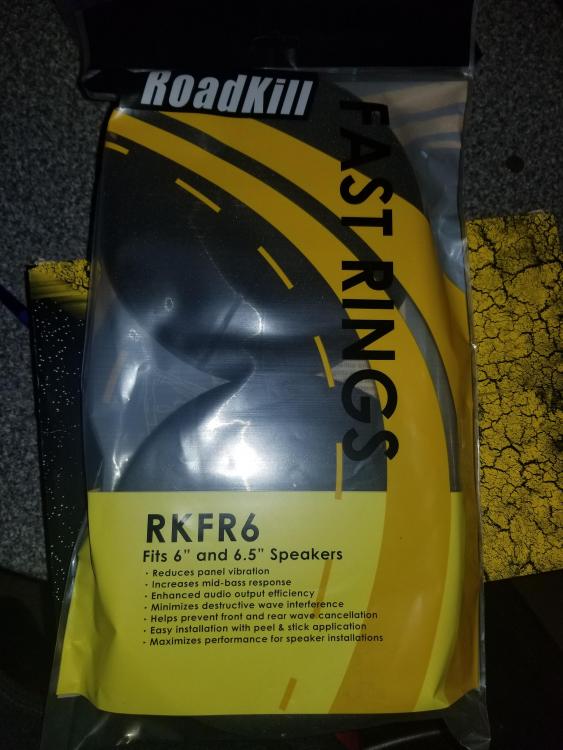 RoadKill
FAST RINGS
RKFR6
Fits 6" and 6.5" Speakers
· Reduces panel vibration
· Increases mid-bass response
· Enhanced audio output efficiency
· Minimizes destructive wave interference
· Helps prevent front and rear wave cancellation
· Easy installation with peel & stick application
· Maximizes performance for speaker installations